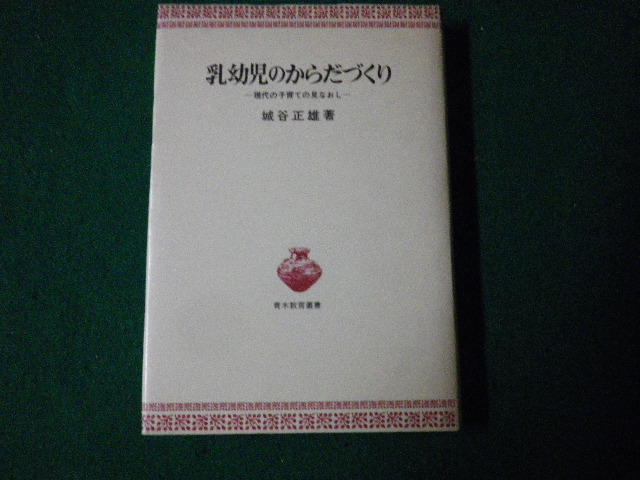 乳幼児のからだづくり
―現代の子育ての見なおし―
城谷正雄著
青木教育叢書